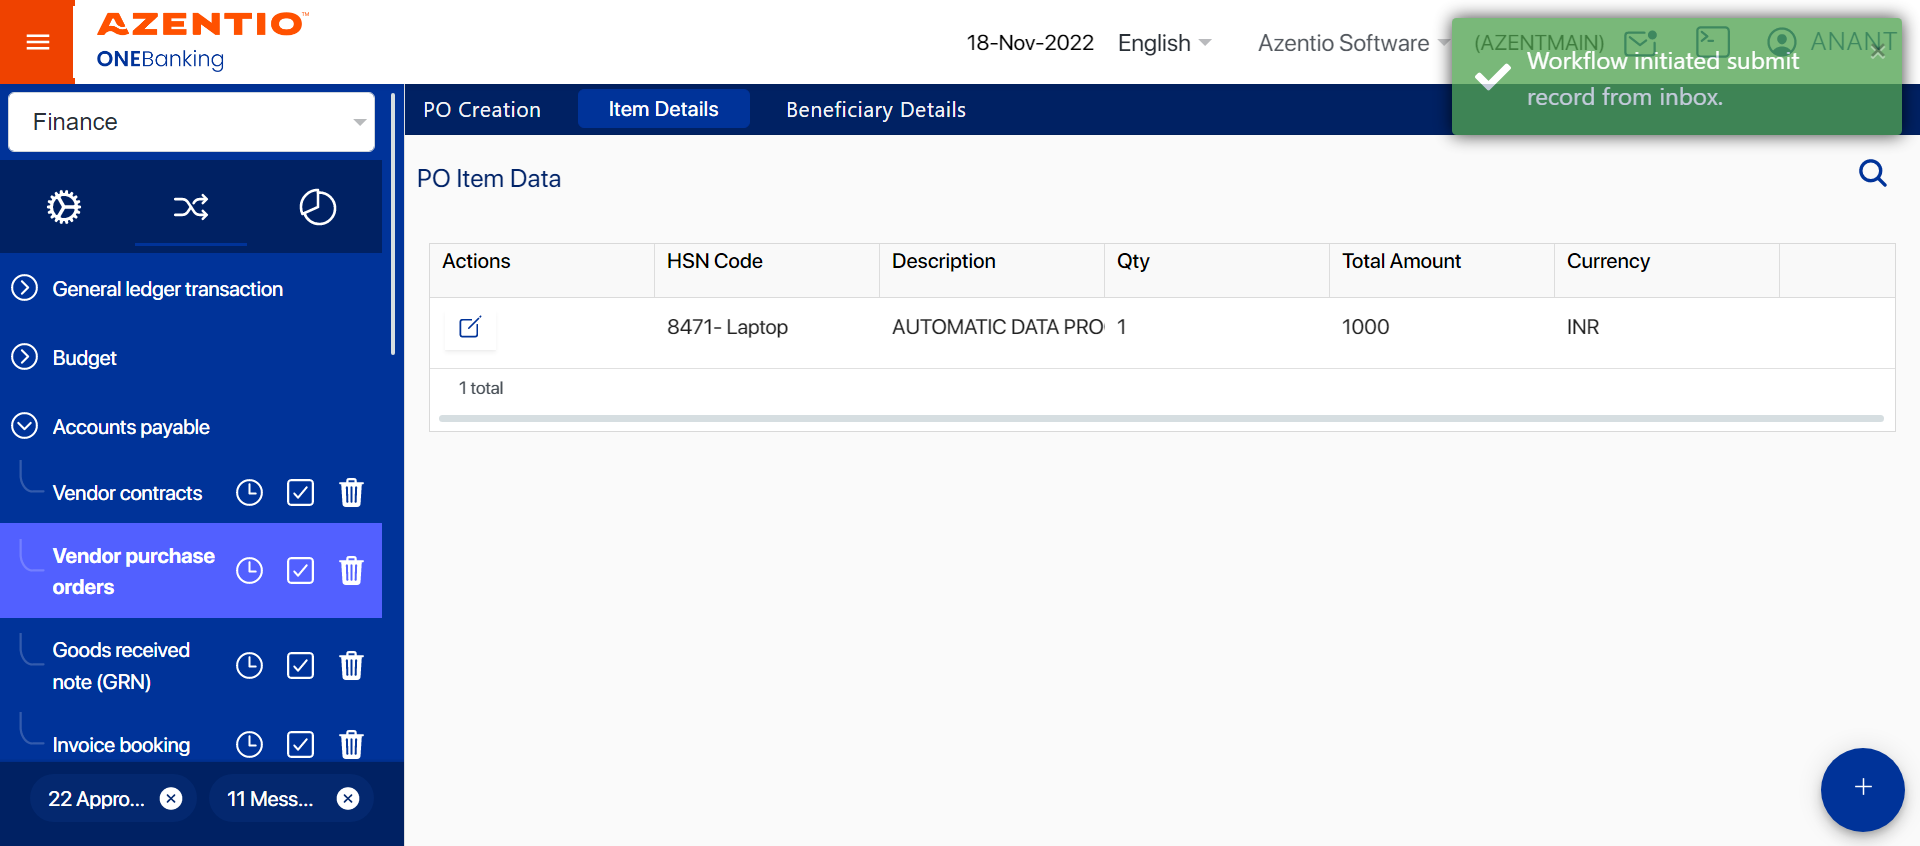 AZENTIO™
ONEBanking
18-Nov-2022
English
Azentio Software
(AZENTMAIN)
ANANT
Workflow initiated submit
record from inbox.
×
Finance
PO Creation
Item Details
Beneficiary Details
PO Item Data
Actions
HSN Code
Description
Qty
Total Amount
Currency
8471- Laptop
AUTOMATIC DATA PRO
1
1000
INR
1 total
General ledger transaction
Budget
Accounts payable
Vendor contracts
Vendor purchase
orders
Goods received
note (GRN)
Invoice booking
22 Appro...
11 Mess...
+